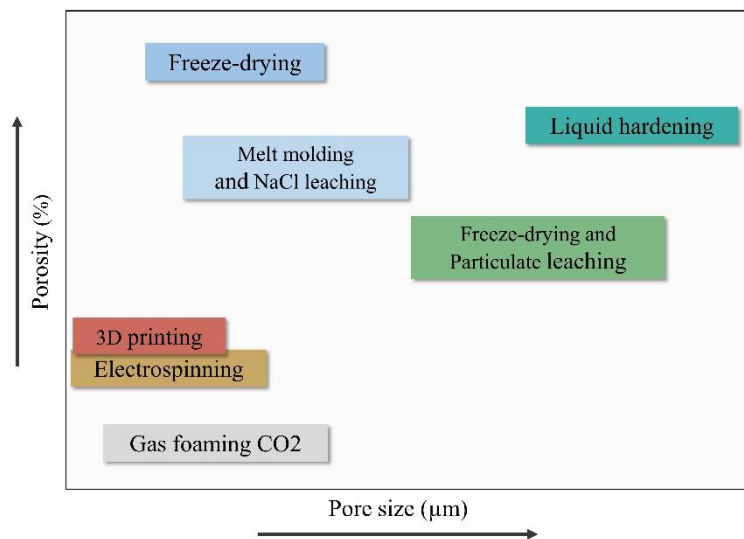 Freeze-drying
Liquid hardening
Melt molding
and NaCl leaching
Freeze-drying and
Particulate leaching
3D printing
Electrospinning
Gas foaming CO2
Porosity (%)
Pore size (µm)